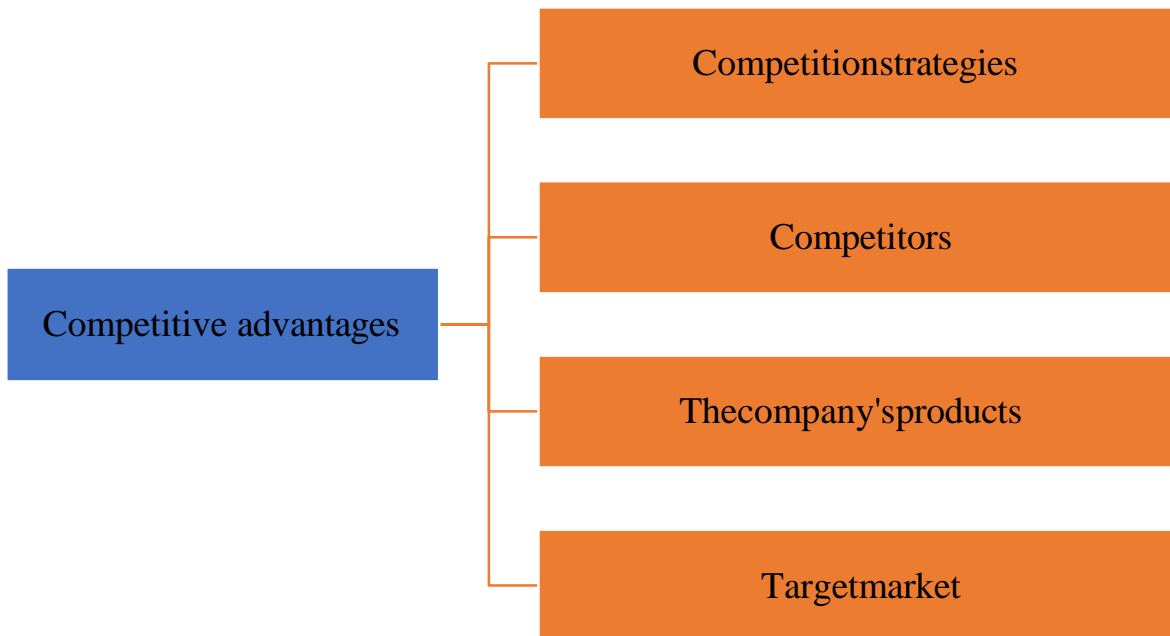 Competitionstrategies
Competitors
Competitive advantages
Thecompany'sproducts
Targetmarket